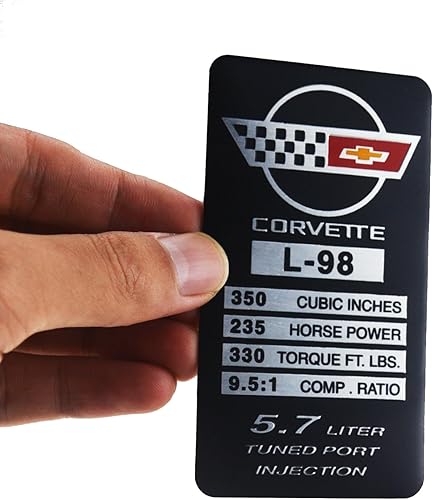 CORVETTE
L-98
350 CUBIC INCHES
235 HORSE POWER
330 TORQUE FT. LBS.
9.5:1 COMP. RATIO
5.7 LITER
TUNED PORT
INJECTION